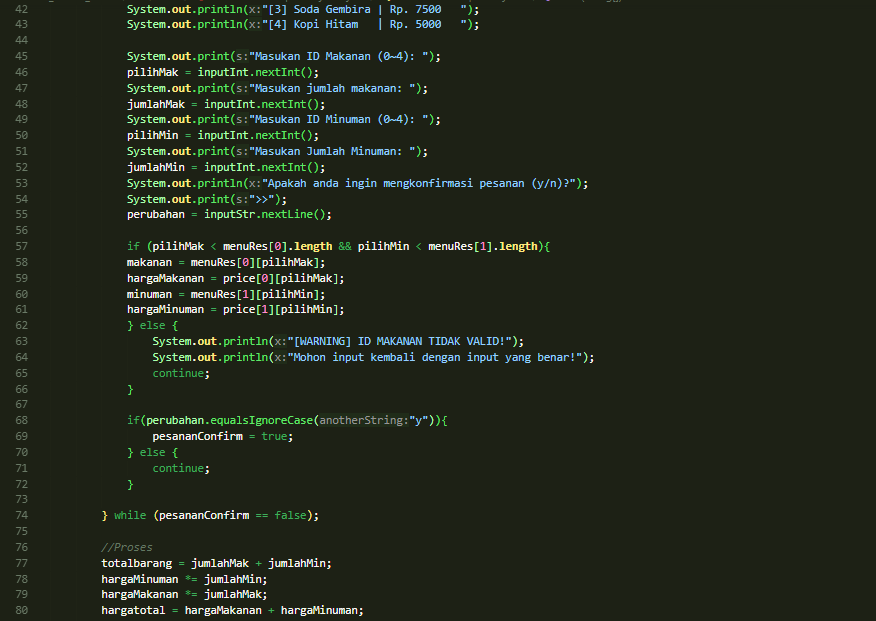 42 System.out.println(x:"[3] Soda Gembira | Rp. 7500   ");
43 System.out.println(x:"[4] Kopi Hitam   | Rp. 5000   ");
44
45 System.out.print(s:"Masukan ID Makanan (0~4): ");
46 pilihMak = inputInt.nextInt();
47 System.out.print(s:"Masukan jumlah makanan: ");
48 jumlahMak = inputInt.nextInt();
49 System.out.print(s:"Masukan ID Minuman (0~4): ");
50 pilihMin = inputInt.nextInt();
51 System.out.print(s:"Masukan Jumlah Minuman: ");
52 jumlahMin = inputInt.nextInt();
53 System.out.println(x:"Apakah anda ingin mengkonfirmasi pesanan (y/n)?");
54 System.out.print(s:">>");
55 perubahan = inputStr.nextLine();
56
57 if (pilihMak < menuRes[0].length && pilihMin < menuRes[1].length){
58 makanan = menuRes[0][pilihMak];
59 hargaMakanan = price[0][pilihMak];
60 minuman = menuRes[1][pilihMin];
61 hargaMinuman = price[1][pilihMin];
62 } else {
63 System.out.println(x:"[WARNING] ID MAKANAN TIDAK VALID!");
64 System.out.println(x:"Mohon input kembali dengan input yang benar!");
65 continue;
66 }
67
68 if(perubahan.equalsIgnoreCase(anotherString:"y")){
69 pesananConfirm = true;
70 } else {
71 continue;
72 }
73
74 } while (pesananConfirm == false);
75
76 //Proses
77 totalbarang = jumlahMak + jumlahMin;
78 hargaMinuman *= jumlahMin;
79 hargaMakanan *= jumlahMak;
80 hargatotal = hargaMakanan + hargaMinuman;